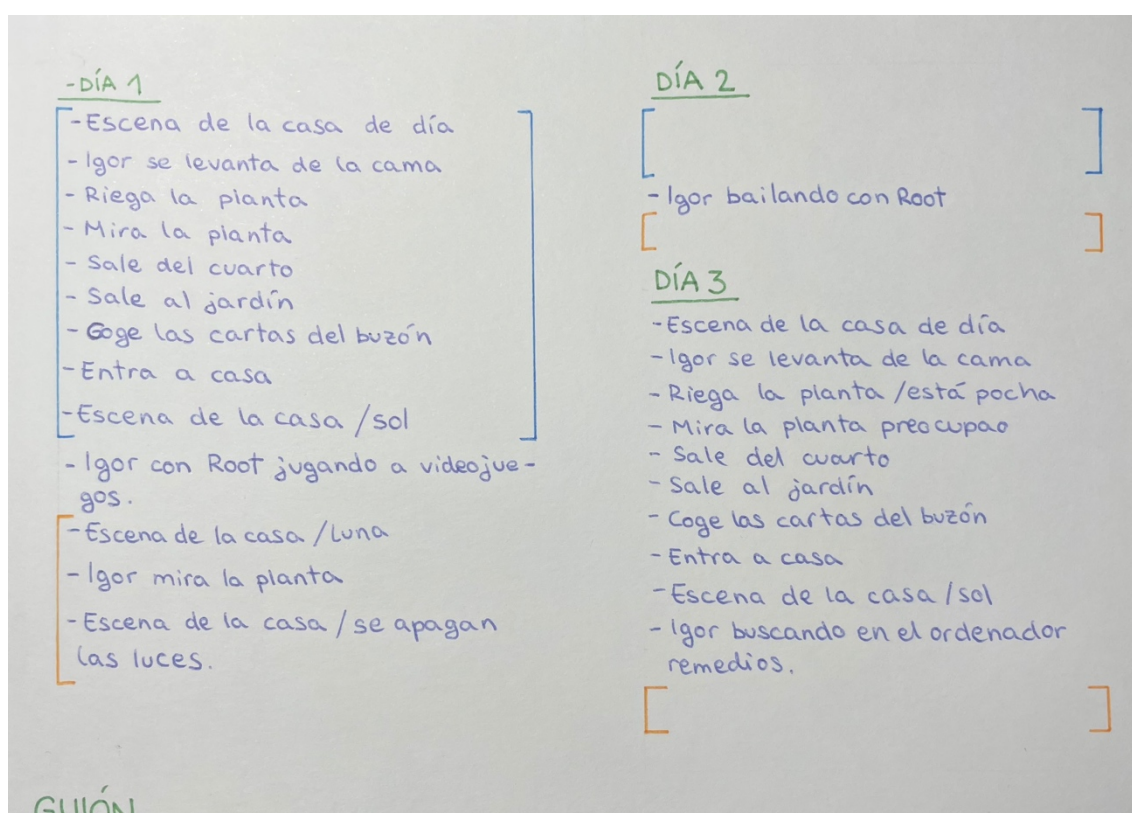 -DÍA 1
-Escena de la casa de día
-Igor se levanta de la cama
-Riega la planta
-Mira la planta
-Sale del cuarto
-Sale al jardín
-Coge las cartas del buzón
-Entra a casa
-Escena de la casa/sol
-Igor con Root jugando a videojue-
gos.
-Escena de la casa/luna
-Igor mira la planta
-Escena de la casa/se apagan
las luces.
DÍA 2
-Igor bailando con Root
DÍA 3
-Escena de la casa de día
-Igor se levanta de la cama
-Riega la planta/está pocha
-Mira la planta preocupao
-Sale del cuarto
-Sale al jardín
-Coge las cartas del buzón
-Entra a casa
-Escena de la casa/sol
-Igor buscando en el ordenador
remedios.
GUIÓN